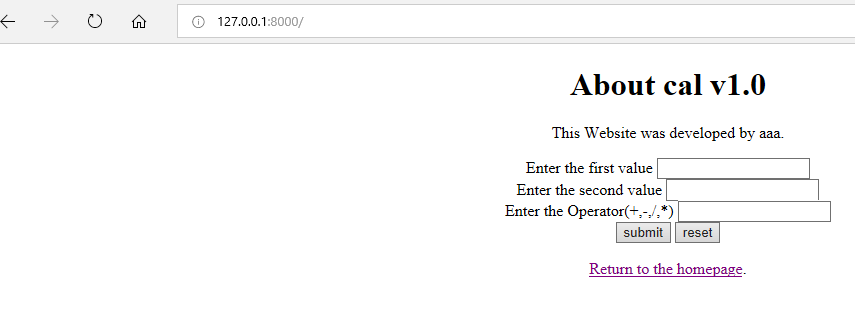 127.0.0.1:8000/
About cal v1.0
This Website was developed by aaa.
Enter the first value
Enter the second value
Enter the Operator(+,-,/,*)
submit reset
Return to the homepage.